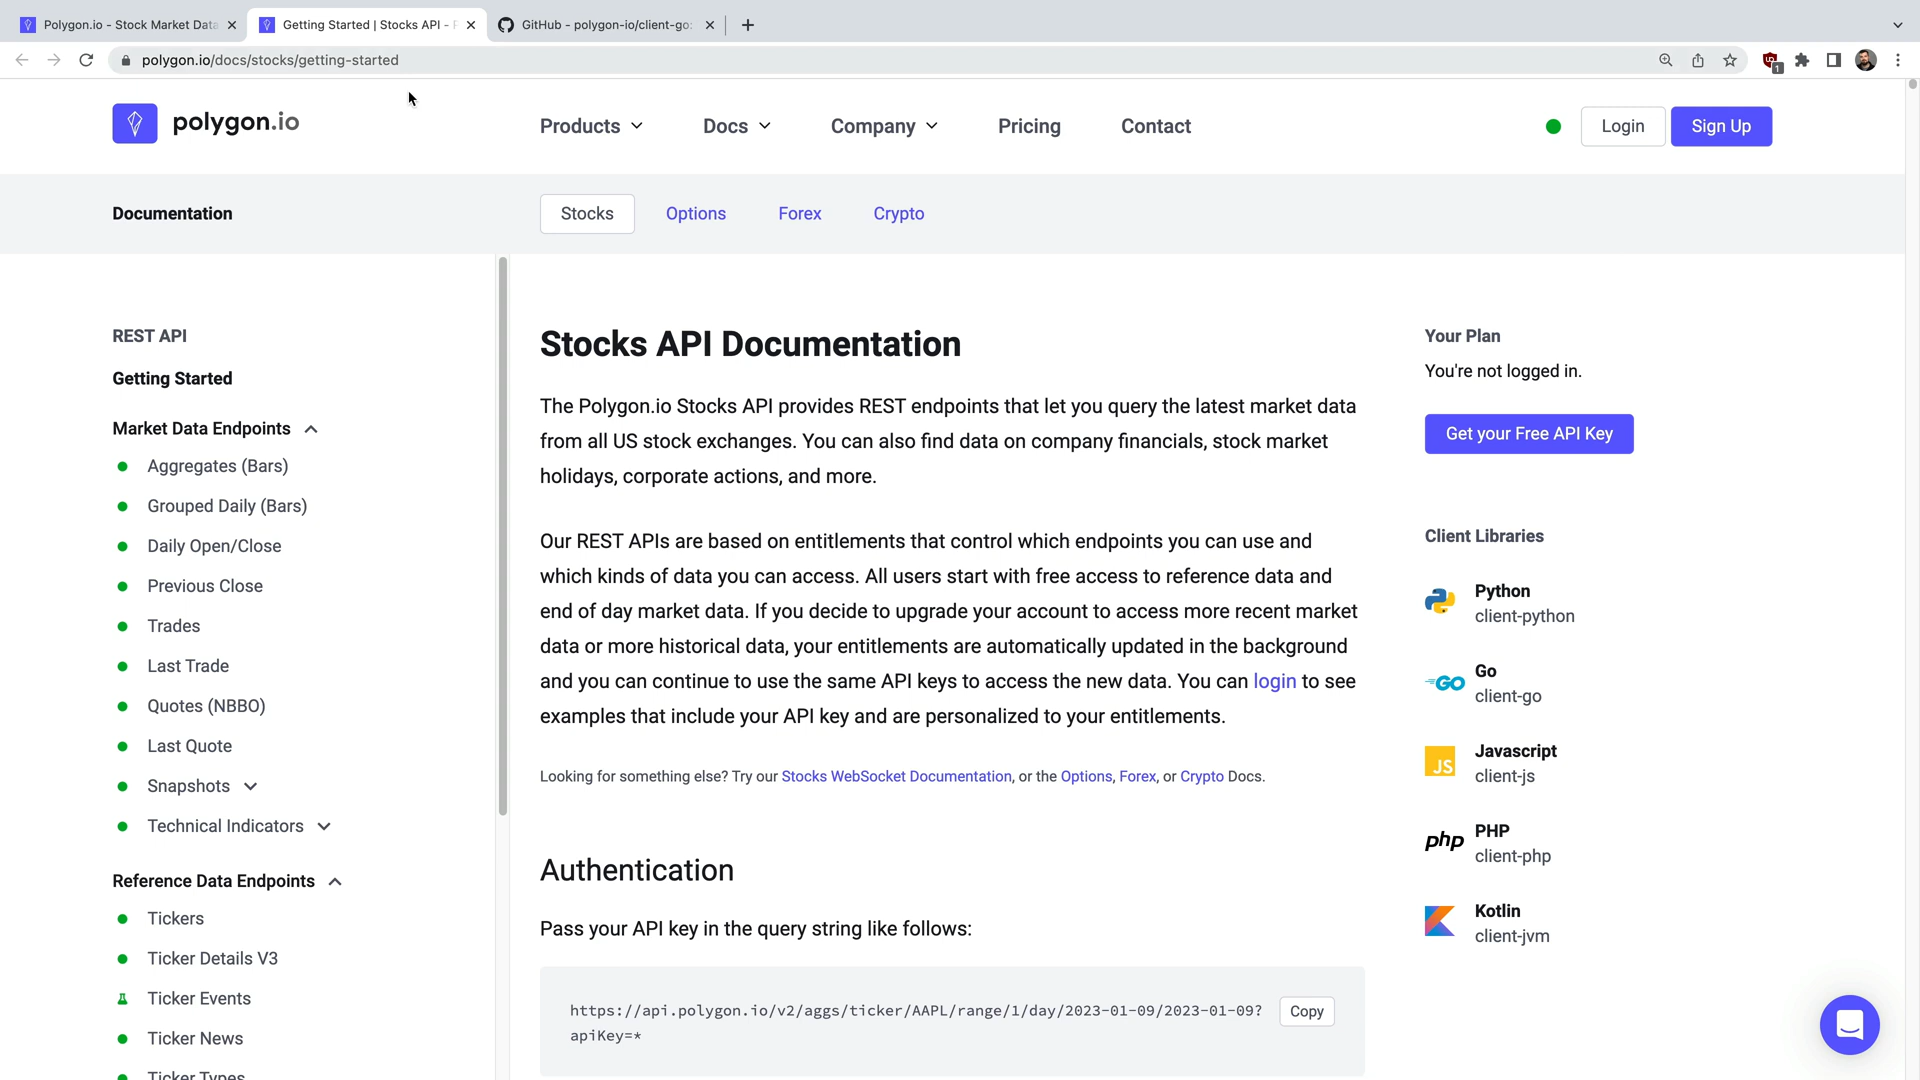 Polygon.io - Stock Market Data
Getting Started | Stocks API - P
GitHub - polygon-io/client-go:
polygon.io/docs/stocks/getting-started
1
polygon.io
Products
Docs
Company
Pricing
Contact
Login
Sign Up
Documentation
Stocks
Options
Forex
Crypto
REST API
Getting Started
Market Data Endpoints
Aggregates (Bars)
Grouped Daily (Bars)
Daily Open/Close
Previous Close
Trades
Last Trade
Quotes (NBBO)
Last Quote
Snapshots
Technical Indicators
Reference Data Endpoints
Tickers
Ticker Details V3
Ticker Events
Ticker News
Ticker Types
Stocks API Documentation
The Polygon.io Stocks API provides REST endpoints that let you query the latest market data
from all US stock exchanges. You can also find data on company financials, stock market
holidays, corporate actions, and more.
Our REST APIs are based on entitlements that control which endpoints you can use and
which kinds of data you can access. All users start with free access to reference data and
end of day market data. If you decide to upgrade your account to access more recent market
data or more historical data, your entitlements are automatically updated in the background
and you can continue to use the same API keys to access the new data. You can login to see
examples that include your API key and are personalized to your entitlements.
Looking for something else? Try our Stocks WebSocket Documentation, or the Options, Forex, or Crypto Docs.
Authentication
Pass your API key in the query string like follows:
https://api.polygon.io/v2/aggs/ticker/AAPL/range/1/day/2023-01-09/2023-01-09?
apiKey=*
Copy
Your Plan
You're not logged in.
Get your Free API Key
Client Libraries
Python
client-python
GO
Go
client-go
JS
Javascript
client-js
php
PHP
client-php
Kotlin
client-jvm